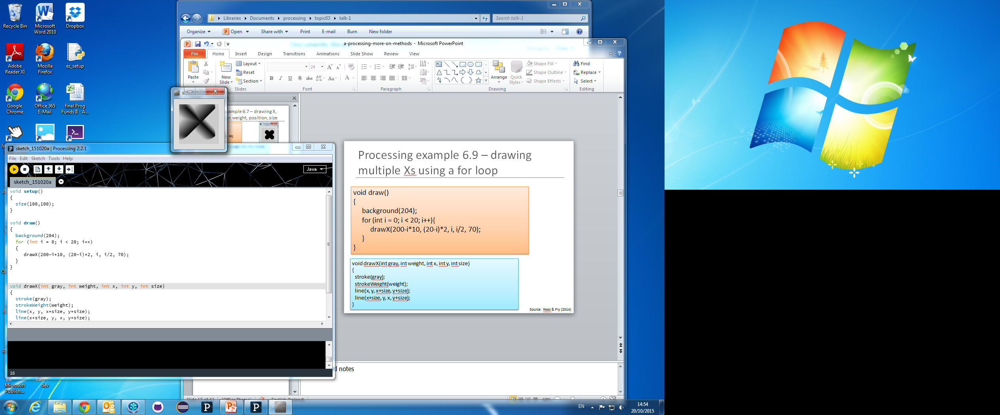 Recycle Bin
Microsoft Word 2010
Dropbox
Adobe Reader XI
Mozilla Firefox
ez_setup
Google Chrome
Office 365 E-Mail
final Prog Funds II - A...
Microsoft Publish...
dev
Libraries
Documents
processing
topic03
talk-1
Search talk-1
Organize
Open
Share with
Print
E-mail
Burn
New folder
a-processing-more-on-methods - Microsoft PowerPoint
File
Home
Insert
Design
Transitions
Animations
Slide Show
Review
View
Paste
New Slide
Layout
Reset
Section
Slides
24
B I U S abc AV Aa A
Font
Paragraph
Arrange
Quick Styles
Shape Fill
Shape Outline
Shape Effects
Drawing
Find
Replace
Select
Editing
ample 6.7 – drawing X,
ur, weight, position, size
36);
sketch_151020a | Processing 2.2.1
File Edit Sketch Tools Help
Java
sketch_151020a
void setup()
{
size(100,100);
}
void draw()
{
background(204);
for (int i = 0; i < 20; i++)
{
drawX(200-i*10, (20-i)*2, i, i/2, 70);
}
}
void drawX(int gray, int weight, int x, int y, int size)
{
stroke(gray);
strokeWeight(weight);
line(x, y, x+size, y+size);
line(x+size, y, x, y+size);
16
Processing example 6.9 – drawing
multiple Xs using a for loop
void draw()
{
background(204);
for (int i = 0; i < 20; i++){
drawX(200-i*10, (20-i)*2, i, i/2, 70);
}
}
void drawX(int gray, int weight, int x, int y, int size)
{
stroke(gray);
strokeWeight(weight);
line(x, y, x+size, y+size);
line(x+size, y, x, y+size);
}
Source: Reas & Fry (2014)
d notes
EN
14:54
20/10/2015